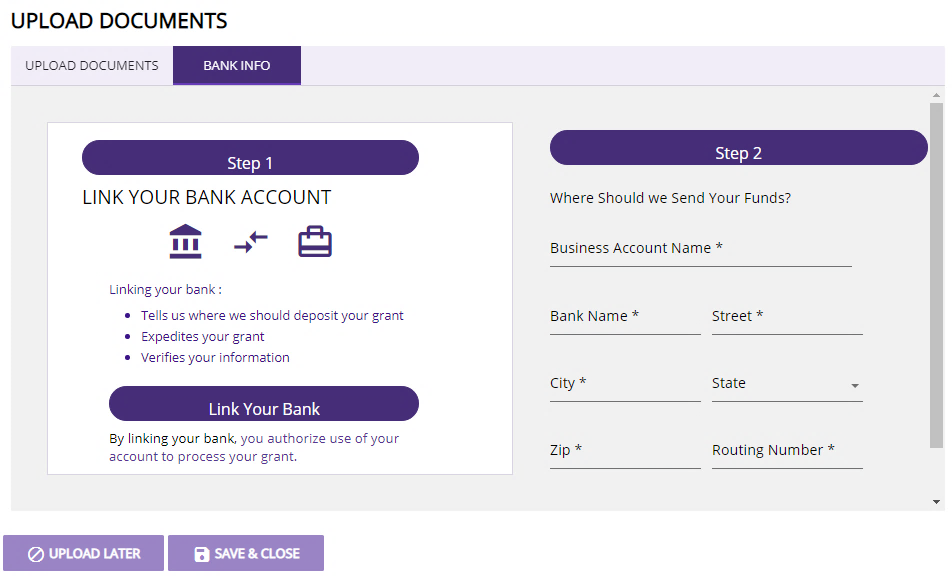 UPLOAD DOCUMENTS
UPLOAD DOCUMENTS
BANK INFO
Step 1
LINK YOUR BANK ACCOUNT
Linking your bank :
Tells us where we should deposit your grant
Expedites your grant
Verifies your information
Link Your Bank
By linking your bank, you authorize use of your
account to process your grant.
Step 2
Where Should we Send Your Funds?
Business Account Name *
Bank Name *
Street *
City *
State
Zip *
Routing Number *
UPLOAD LATER
SAVE & CLOSE